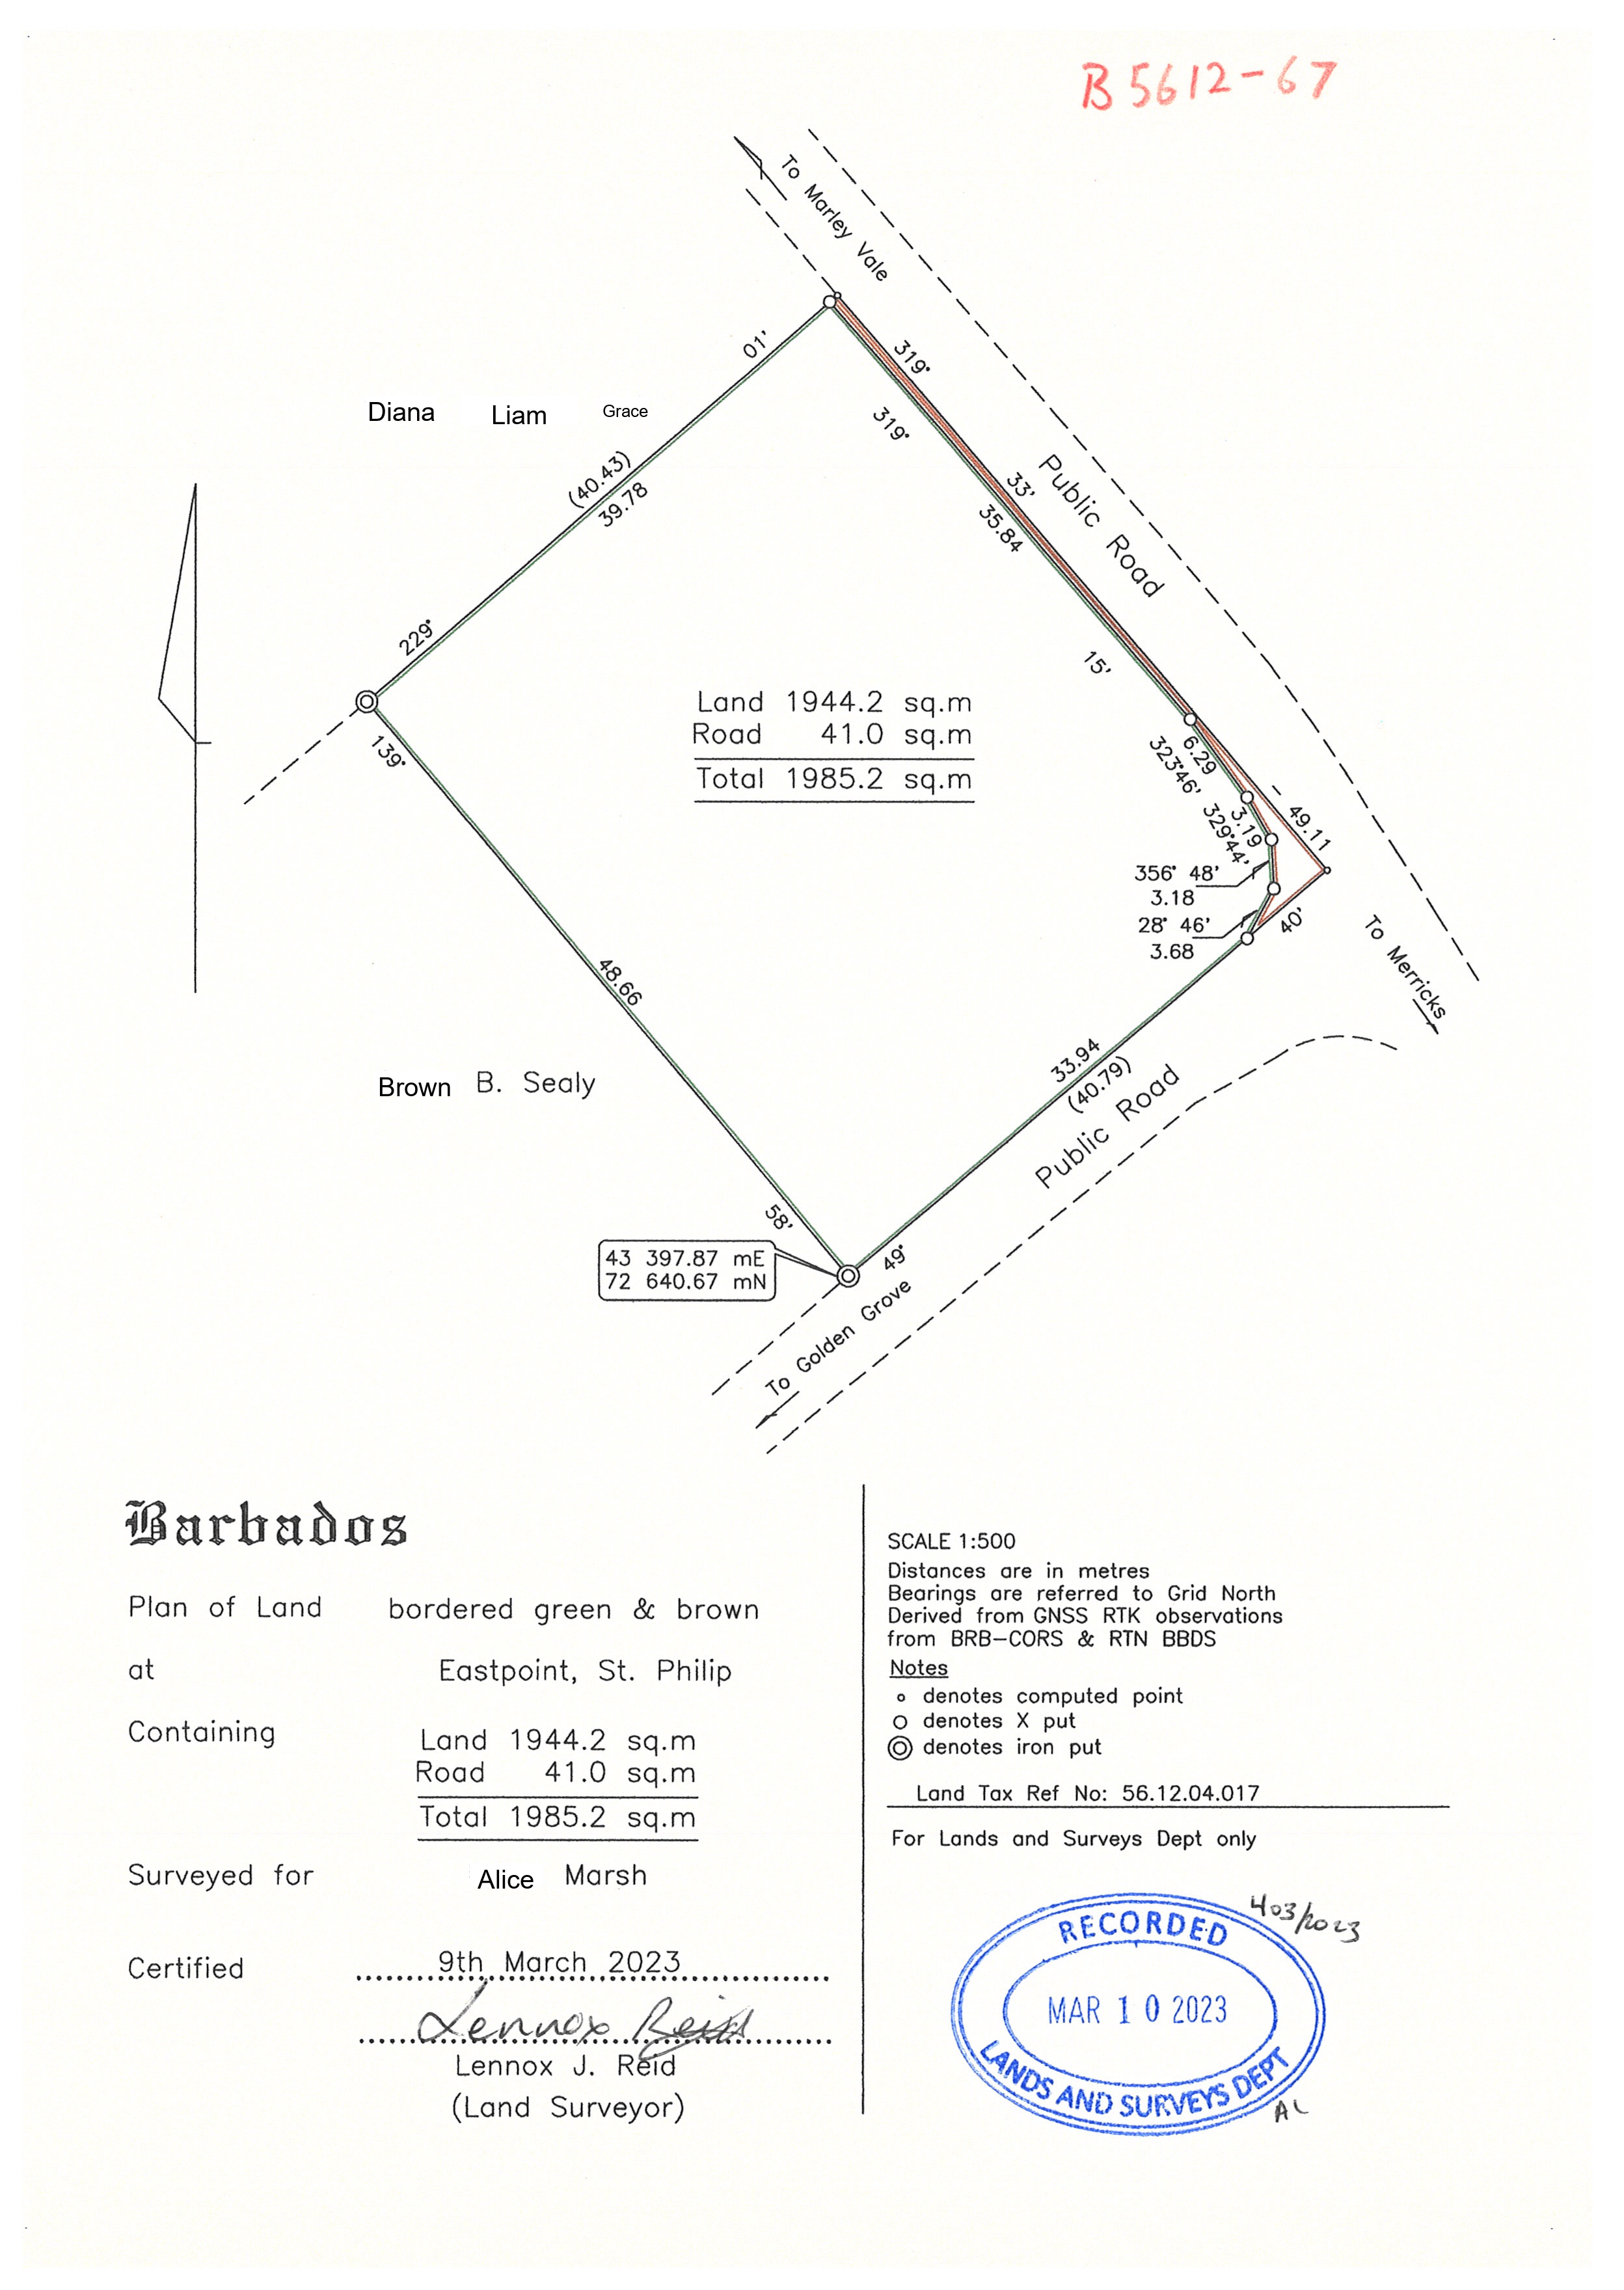 B5612-67
To Marley Vale
01'
319°
319°
Diana Liam Grace
(40.43)
39.78
33'
35.84
Public Road
229°
15'
Land 1944.2 sq.m
Road 41.0 sq.m
Total 1985.2 sq.m
139°
6.29
323°46'
3.19
329°44'
49.11
356° 48'
3.18
28° 46'
3.68
40'
To Merricks
48.66
33.94
(40.79)
Public Road
Brown B. Sealy
58'
43 397.87 mE
72 640.67 mN
49°
To Golden Grove
Barbados
Plan of Land bordered green & brown
at Eastpoint, St. Philip
Containing Land 1944.2 sq.m
Road 41.0 sq.m
Total 1985.2 sq.m
Surveyed for Alice Marsh
Certified 9th March 2023
Lennox Reid
Lennox J. Reid
(Land Surveyor)
SCALE 1:500
Distances are in metres
Bearings are referred to Grid North
Derived from GNSS RTK observations
from BRB-CORS & RTN BBDS
Notes
denotes computed point
denotes X put
denotes iron put
Land Tax Ref No: 56.12.04.017
For Lands and Surveys Dept only
403/2023
RECORDED
MAR 10 2023
LANDS AND SURVEYS DEPT
AL